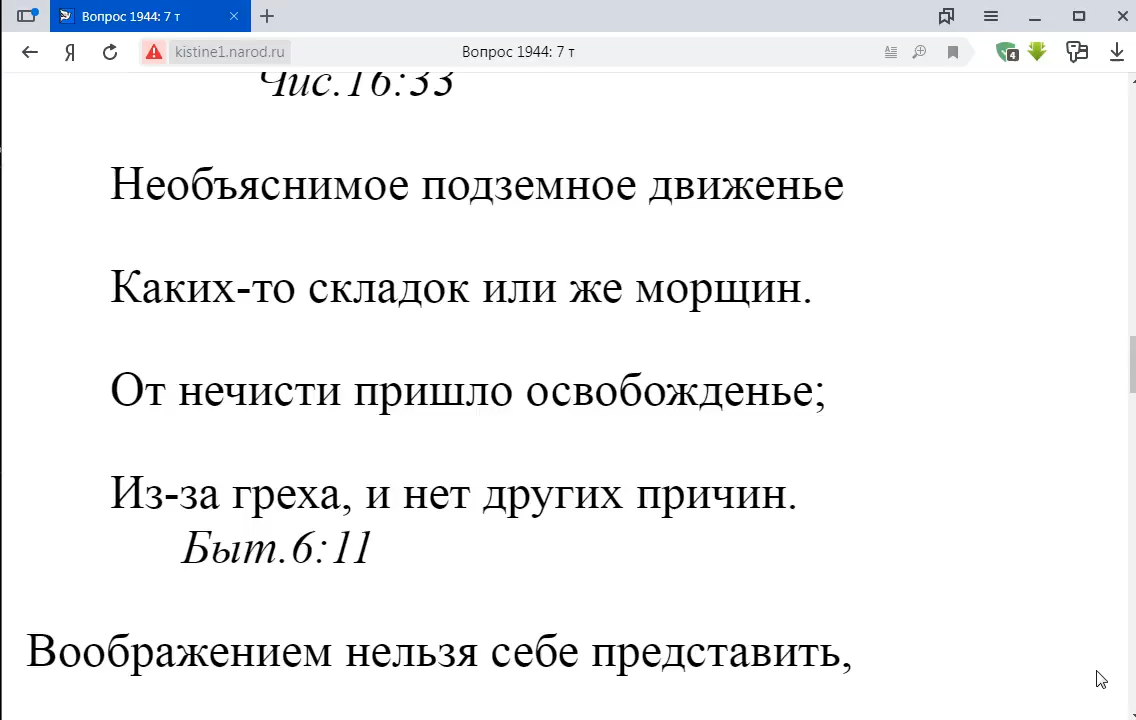 Вопрос 1944: 7 т
kistine1.narod.ru
Вопрос 1944: 7 т
4
Чис.16:33
Необъяснимое подземное движенье
Каких-то складок или же морщин.
От нечисти пришло освобожденье;
Из-за греха, и нет других причин.
Быт.6:11
Воображением нельзя себе представить,